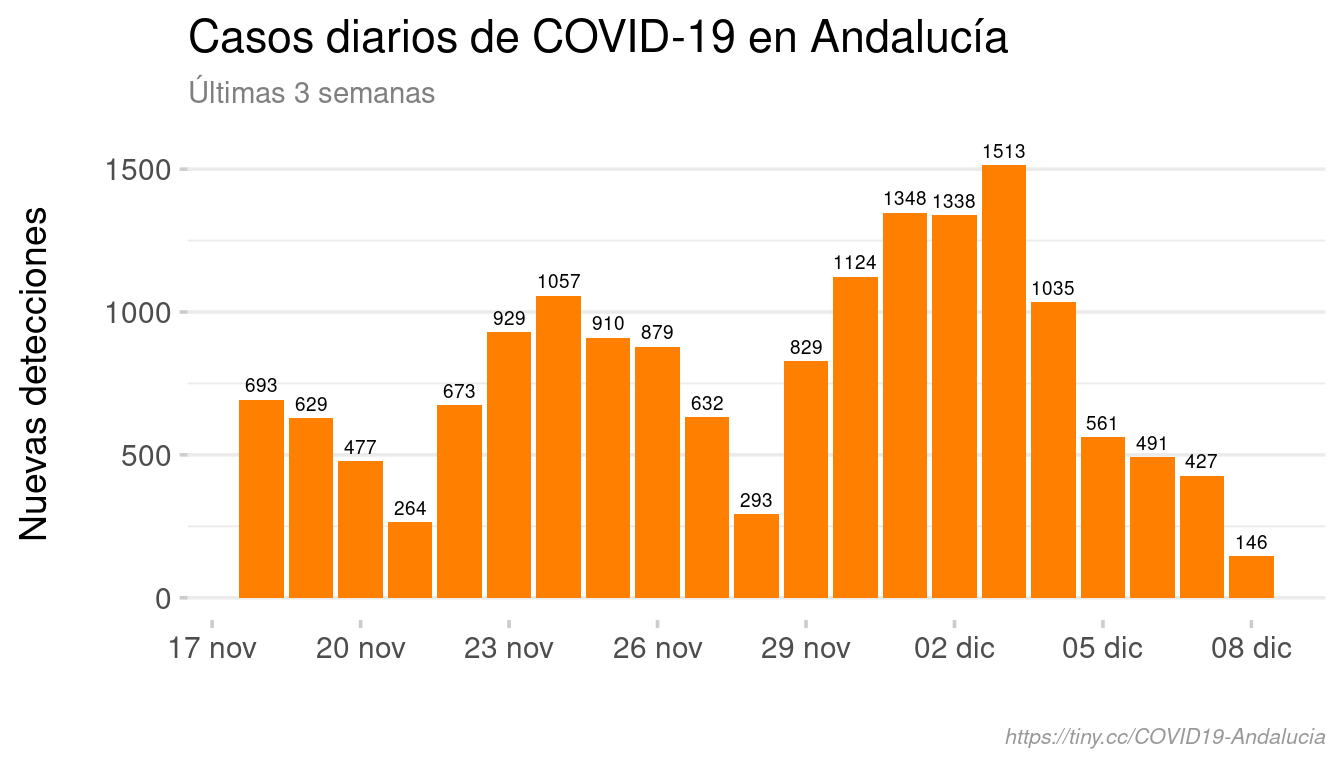 Casos diarios de COVID-19 en Andalucía
Últimas 3 semanas
Nuevas detecciones
1500
1000
500
0
693
629
477
264
673
929
1057
910
879
632
293
829
1124
1348
1338
1513
1035
561
491
427
146
17 nov
20 nov
23 nov
26 nov
29 nov
02 dic
05 dic
08 dic
https://tiny.cc/COVID19-Andalucia